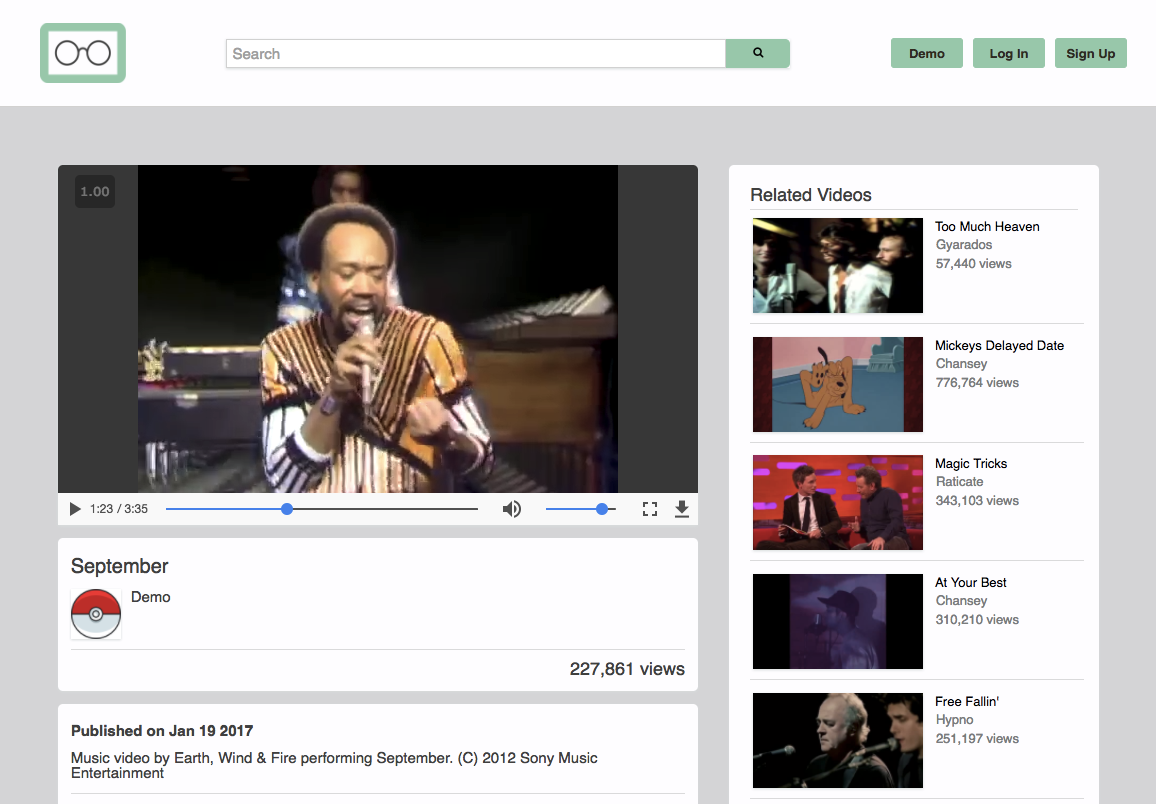 Search
Demo
Log In
Sign Up
1.00
1:23 / 3:35
September
Demo
227,861 views
Published on Jan 19 2017
Music video by Earth, Wind & Fire performing September. (C) 2012 Sony Music
Entertainment
Related Videos
Too Much Heaven
Gyarados
57,440 views
Mickeys Delayed Date
Chansey
776,764 views
Magic Tricks
Raticate
343,103 views
At Your Best
Chansey
310,210 views
Free Fallin'
Hypno
251,197 views